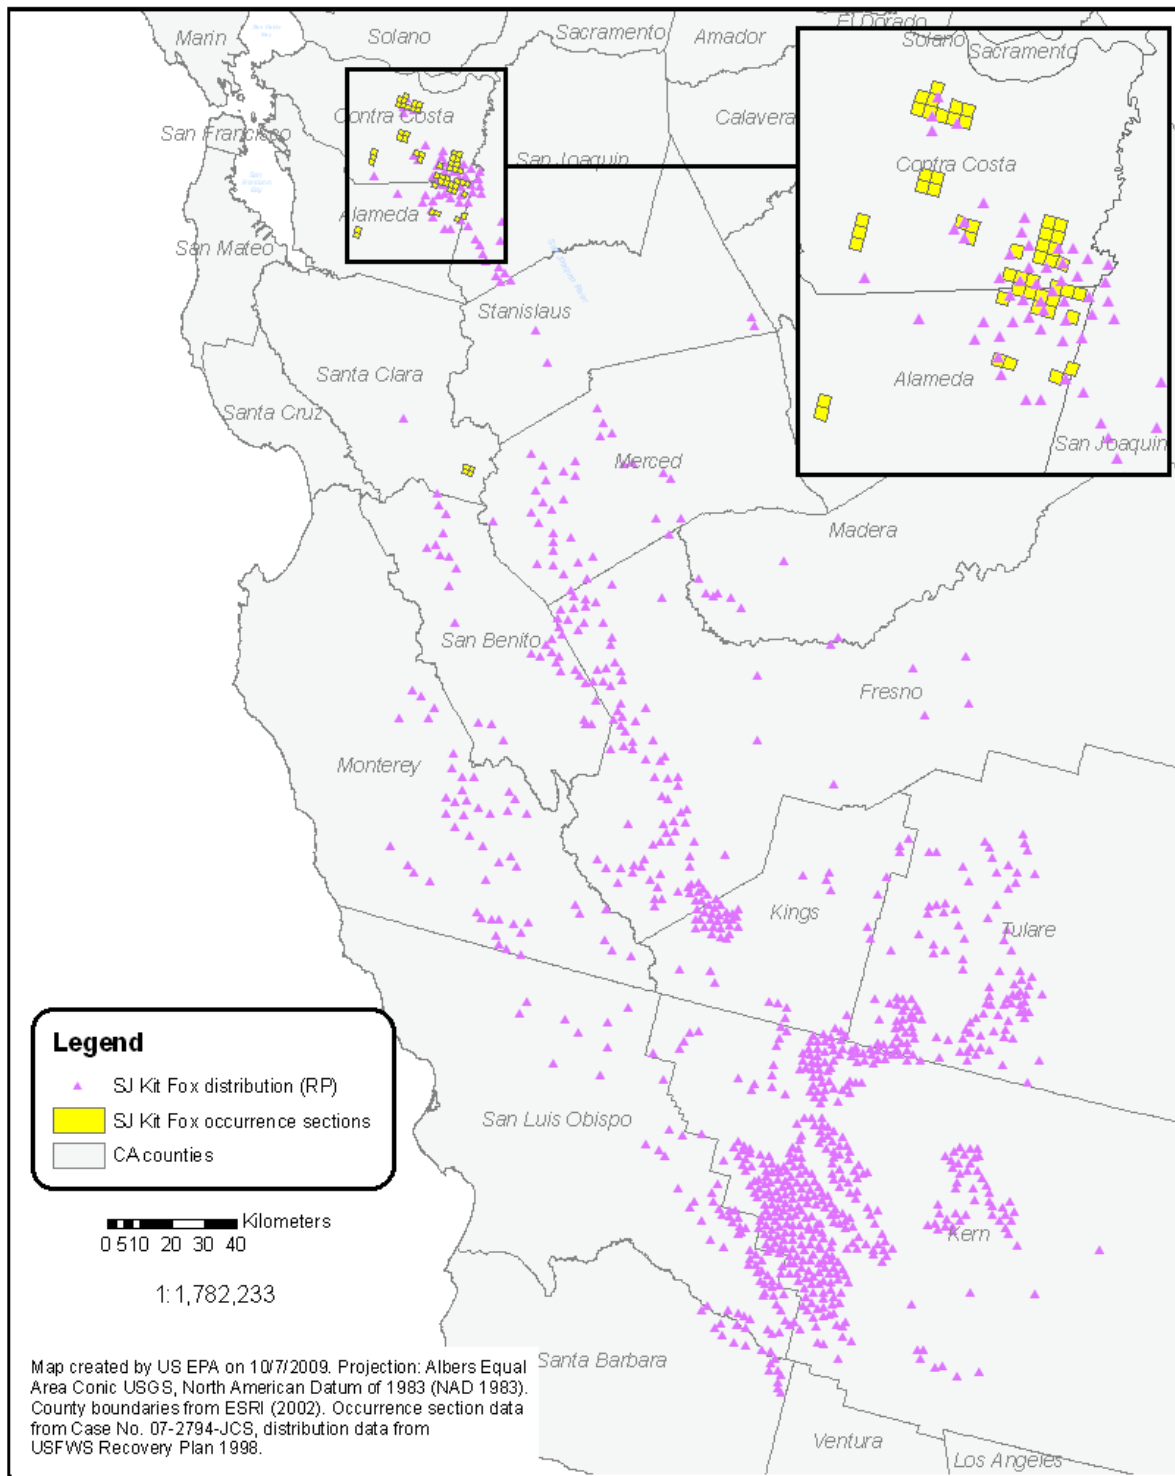 El Dorado
Marin
Solano
Sacramento
Amador
Solano
Sacramento
Contra Costa
Calavera
San Francisco
San Joaquin
Contra Costa
Alameda
San Mateo
Stanislaus
Santa Clara
Alameda
Santa Cruz
San Joaquin
Merced
Madera
San Benito
Fresno
Monterey
Kings
Tulare
San Luis Obispo
Kern
Santa Barbara
Ventura
Los Angeles
Legend
SJ Kit Fox distribution (RP)
SJ Kit Fox occurrence sections
CA counties
Kilometers
0 5 10 20 30 40
1:1,782,233
Map created by US EPA on 10/7/2009. Projection: Albers Equal
Area Conic USGS, North American Datum of 1983 (NAD 1983).
County boundaries from ESRI (2002). Occurrence section data
from Case No. 07-2794-JCS, distribution data from
USFWS Recovery Plan 1998.